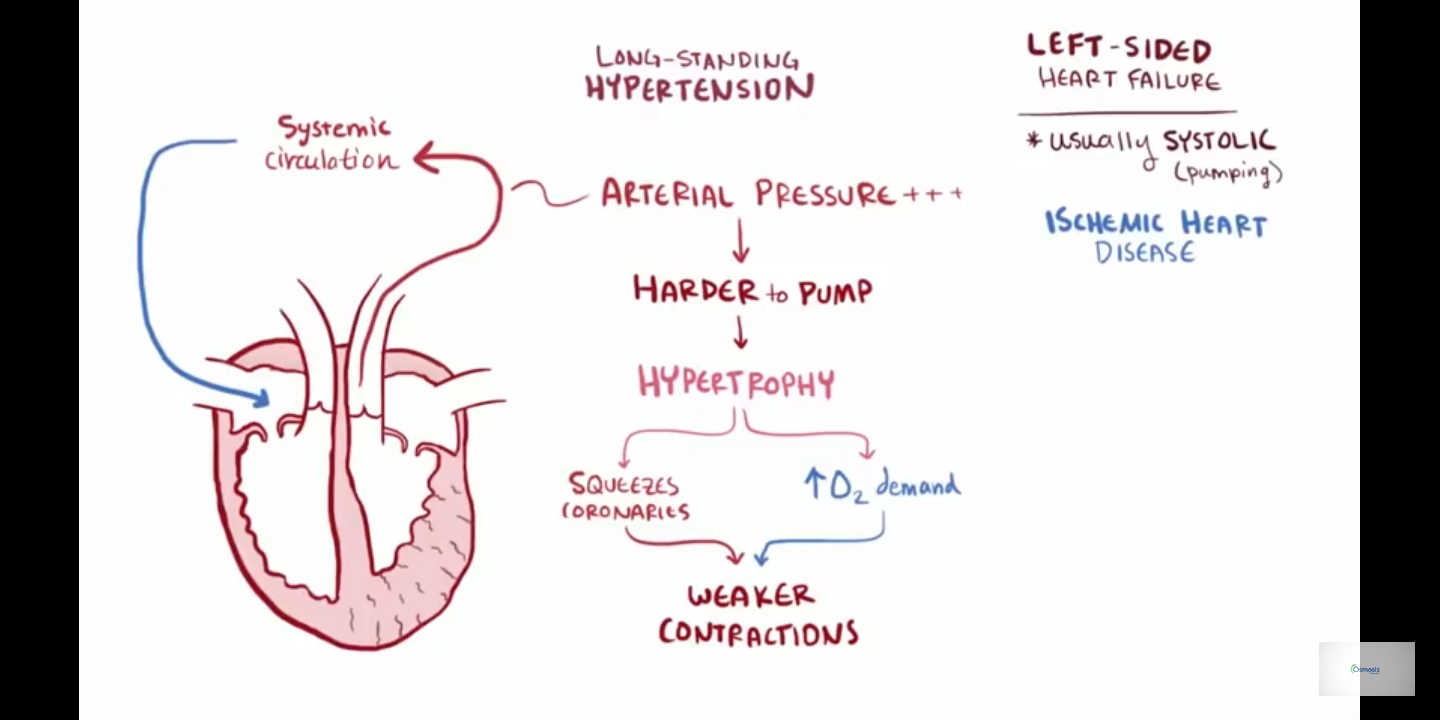 LONG-STANDING
HYPERTENSION
LEFT-SIDED
HEART FAILURE
* usually SYSTOLIC
(pumping)
ISCHEMIC HEART
DISEASE
Systemic
circulation
ARTERIAL PRESSURE +++
HARDER to PUMP
HYPERTROPHY
SQUEEZES
CORONARIES
↑O₂ demand
WEAKER
CONTRACTIONS
Osmosis